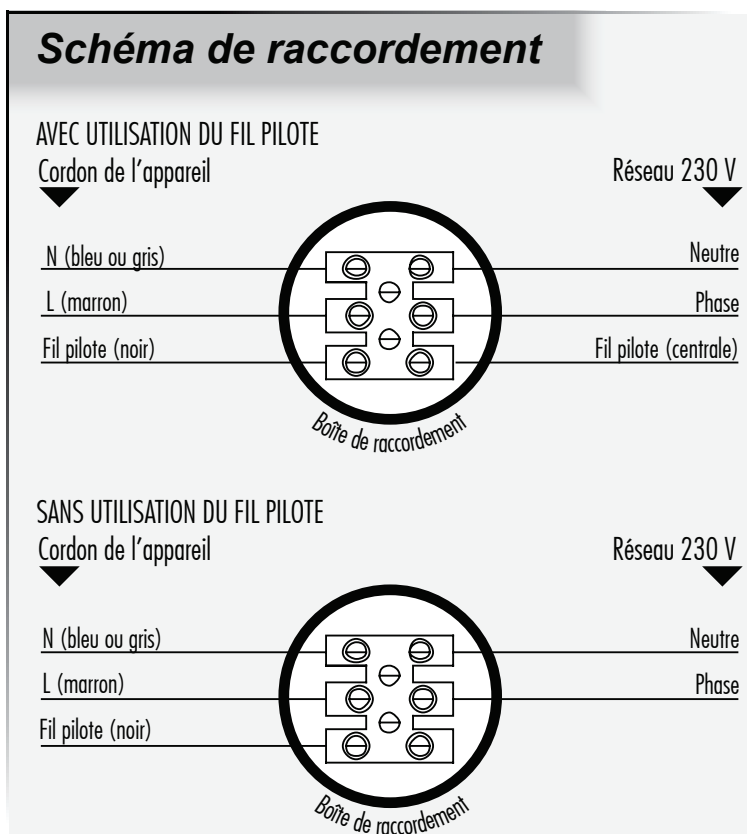 Schéma de raccordement
AVEC UTILISATION DU FIL PILOTE
Cordon de l'appareil
Réseau 230 V
N (bleu ou gris)
Neutre
L (marron)
Phase
Fil pilote (noir)
Fil pilote (centrale)
Boîte de raccordement
SANS UTILISATION DU FIL PILOTE
Cordon de l'appareil
Réseau 230 V
N (bleu ou gris)
Neutre
L (marron)
Phase
Fil pilote (noir)
Boîte de raccordement